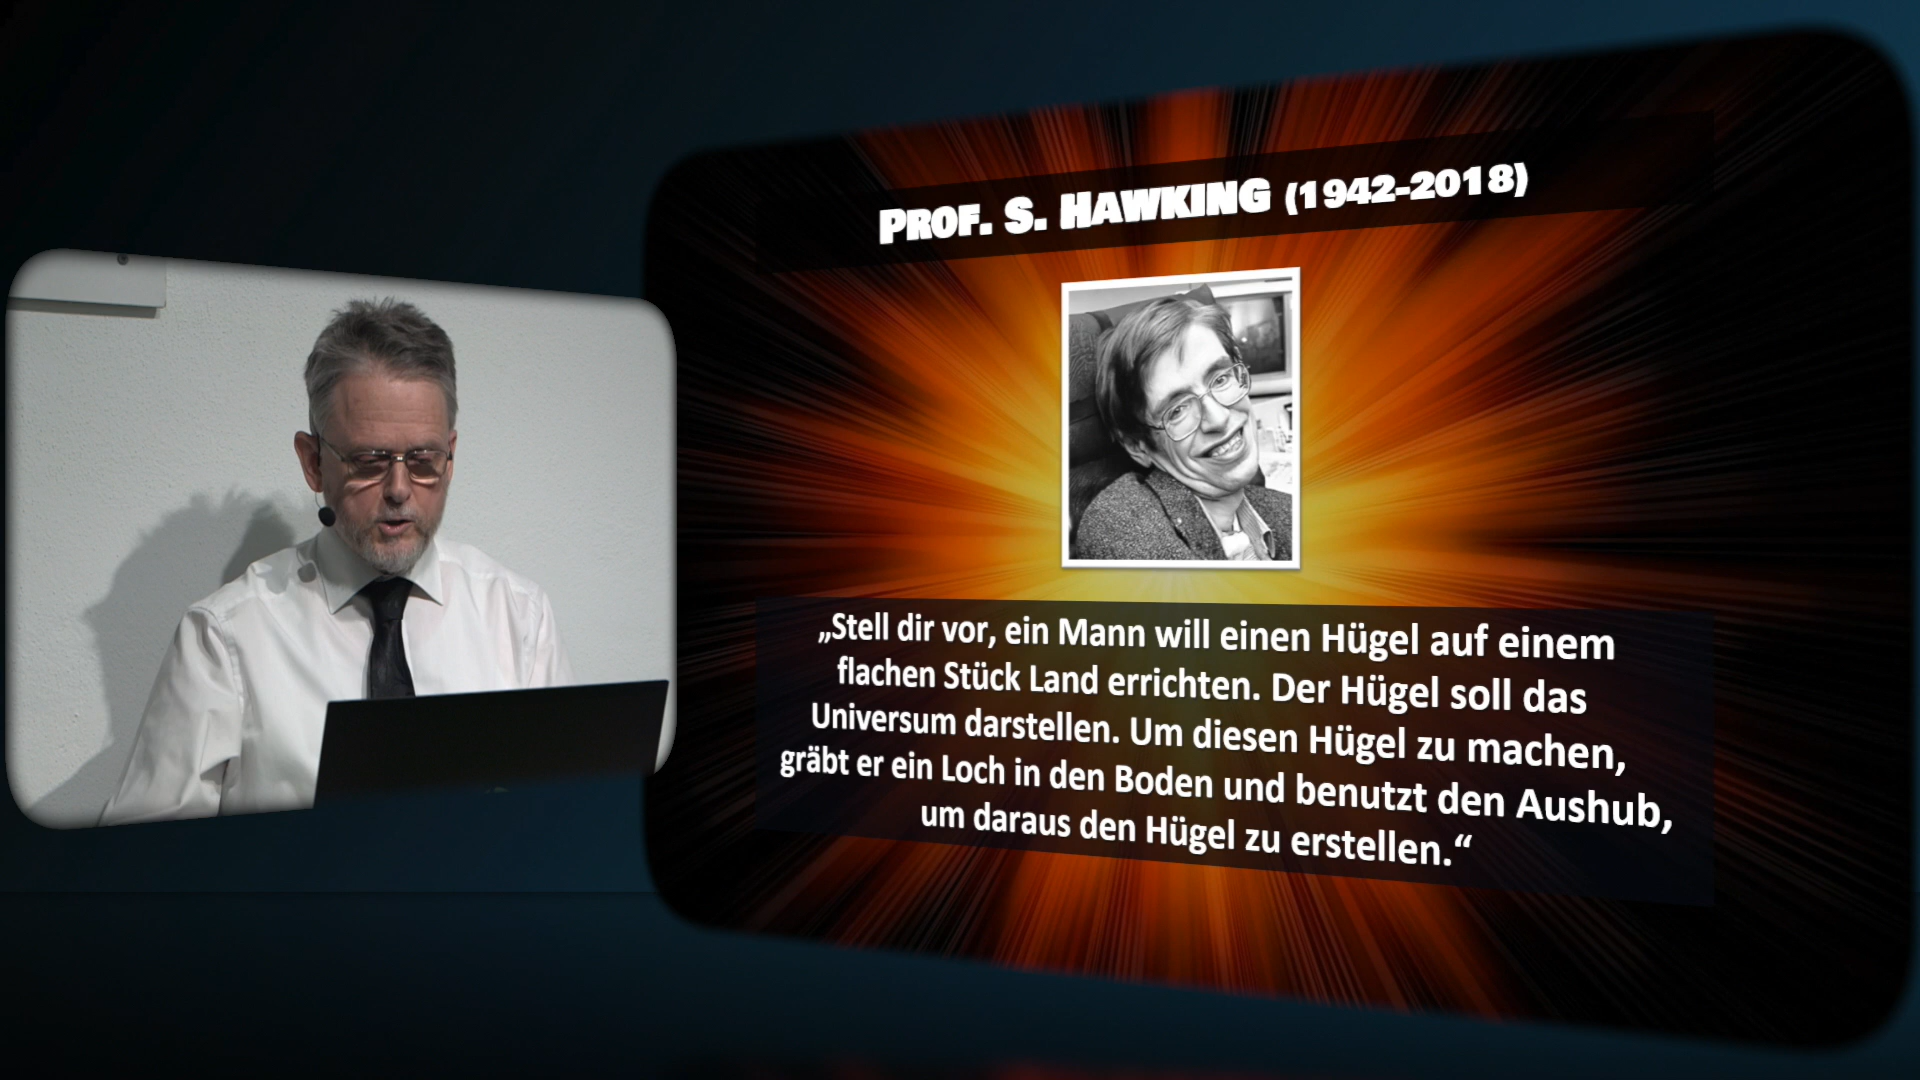 PROF. S. HAWKING (1942-2018)
„Stell dir vor, ein Mann will einen Hügel auf einem
flachen Stück Land errichten. Der Hügel soll das
Universum darstellen. Um diesen Hügel zu machen,
gräbt er ein Loch in den Boden und benutzt den Aushub,
um daraus den Hügel zu erstellen.“